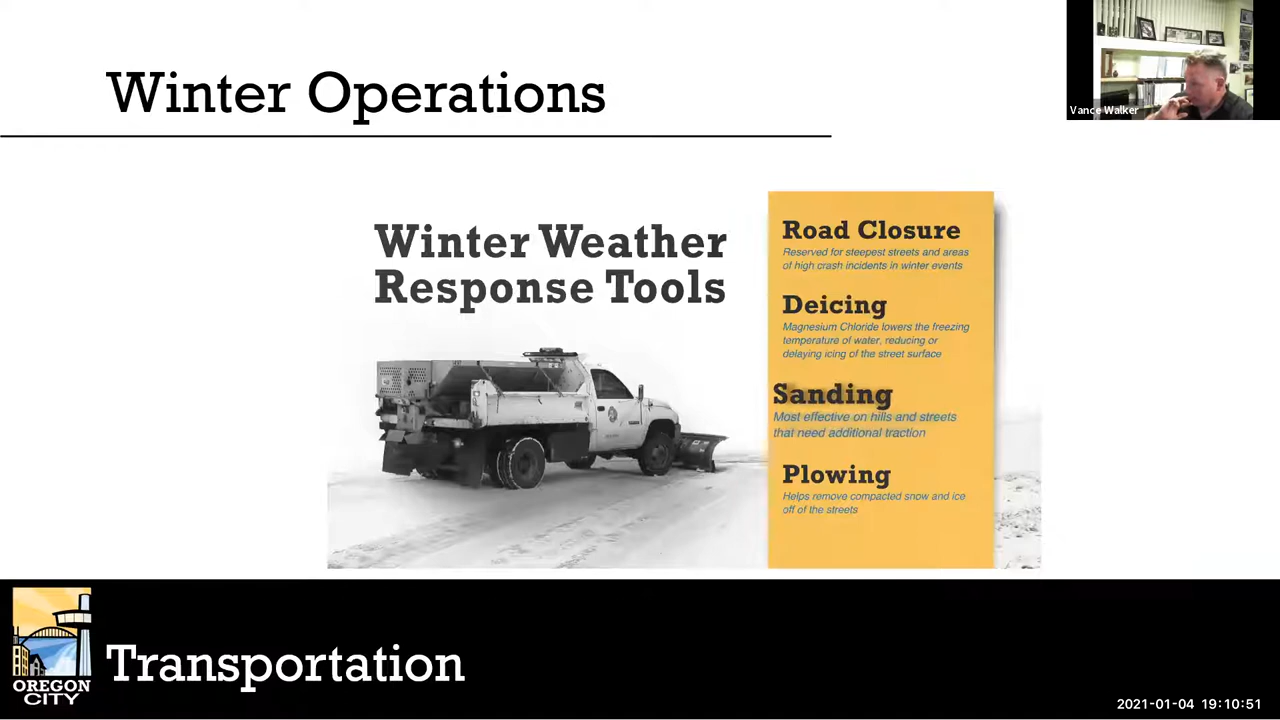 Winter Operations
Vance Walker
Winter Weather
Response Tools
Road Closure
Reserved for steepest streets and areas
of high crash incidents in winter events
Deicing
Magnesium Chloride lowers the freezing
temperature of water, reducing or
delaying icing of the street surface
Sanding
Most effective on hills and streets
that need additional traction
Plowing
Helps remove compacted snow and ice
off of the streets
Transportation
OREGON
CITY
2021-01-04 19:10:51